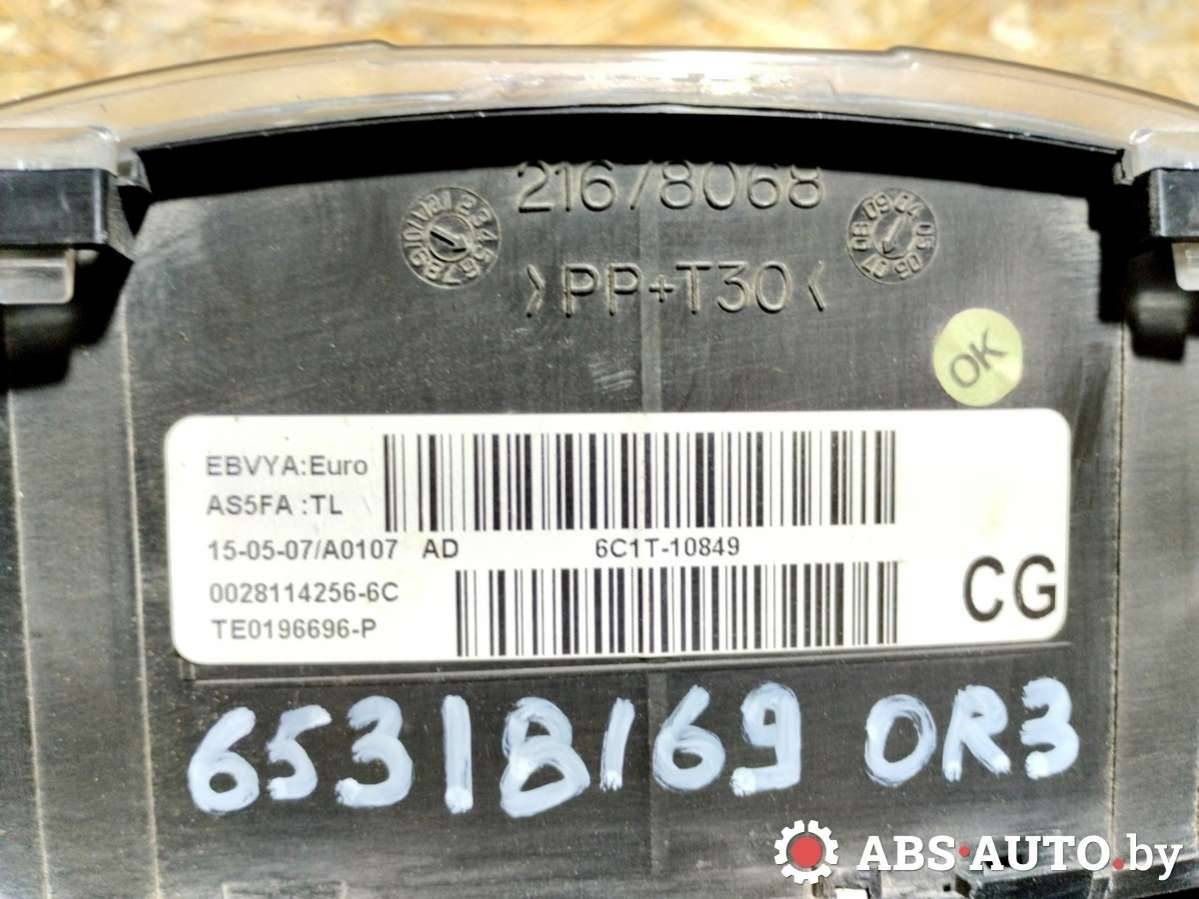 216/8068
>PP+T30<
OK
EBVYA:Euro
AS5FA :TL
15-05-07/A0107 AD 6C1T-10849
0028114256-6C
TE0196696-P
CG
65318169 OR3
ABS-AUTO.by